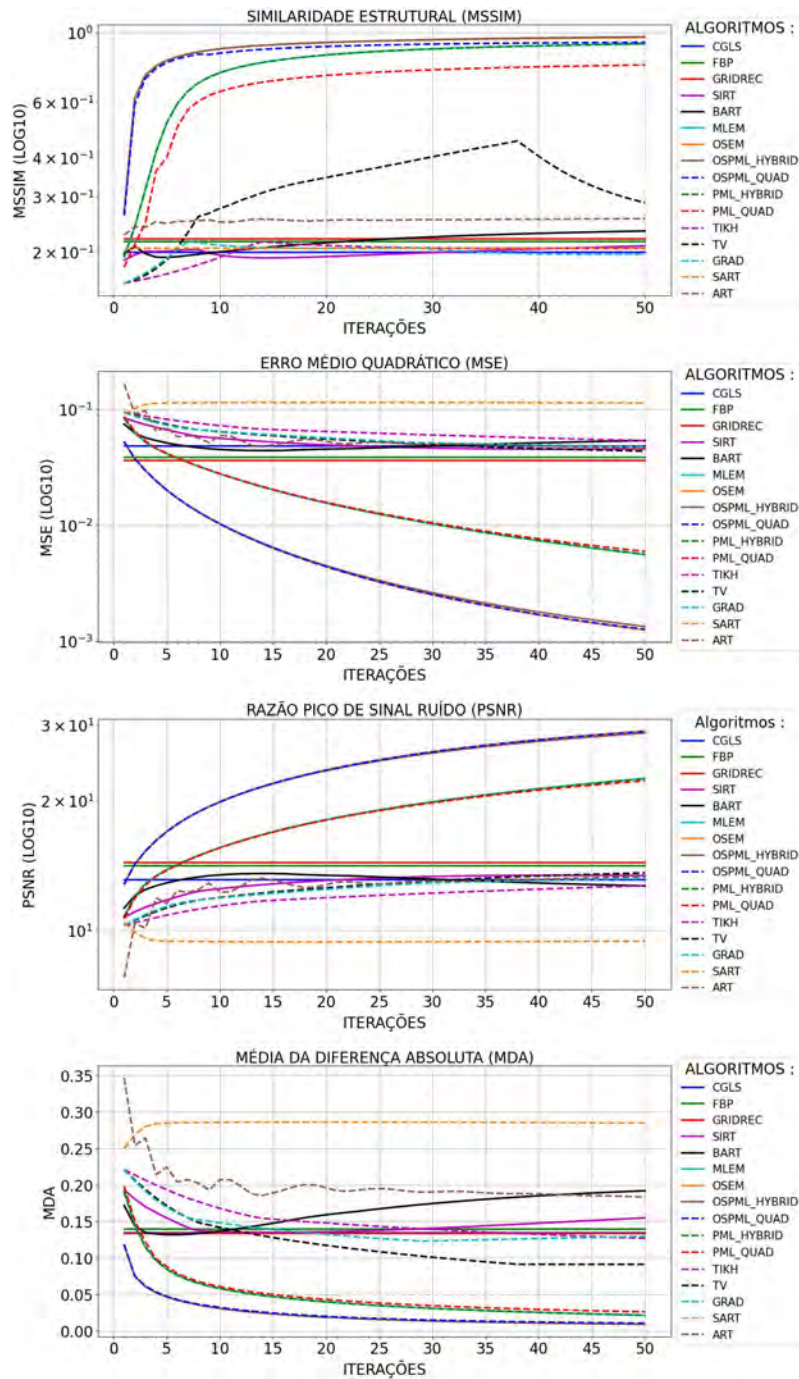 SIMILARIDADE ESTRUTURAL (MSSIM)
MSSIM (LOG10)
10⁰
6 × 10⁻¹
4 × 10⁻¹
3 × 10⁻¹
2 × 10⁻¹
0 5 10 15 20 25 30 35 40 45 50
ITERAÇÕES
ALGORITMOS :
CGLS
FBP
GRIDREC
SIRT
BART
MLEM
OSEM
OSPML_HYBRID
OSPML_QUAD
PML_HYBRID
PML_QUAD
TIKH
TV
GRAD
SART
ART
ERRO MÉDIO QUADRÁTICO (MSE)
MSE (LOG10)
10⁻¹
10⁻²
10⁻³
0 5 10 15 20 25 30 35 40 45 50
ITERAÇÕES
ALGORITMOS :
CGLS
FBP
GRIDREC
SIRT
BART
MLEM
OSEM
OSPML_HYBRID
OSPML_QUAD
PML_HYBRID
PML_QUAD
TIKH
TV
GRAD
SART
ART
RAZÃO PICO DE SINAL RUÍDO (PSNR)
PSNR (LOG10)
3 × 10¹
2 × 10¹
10¹
0 5 10 15 20 25 30 35 40 45 50
ITERAÇÕES
Algoritmos :
CGLS
FBP
GRIDREC
SIRT
BART
MLEM
OSEM
OSPML_HYBRID
OSPML_QUAD
PML_HYBRID
PML_QUAD
TIKH
TV
GRAD
SART
ART
MÉDIA DA DIFERENÇA ABSOLUTA (MDA)
MDA
0.35
0.30
0.25
0.20
0.15
0.10
0.05
0.00
0 5 10 15 20 25 30 35 40 45 50
ITERAÇÕES
ALGORITMOS :
CGLS
FBP
GRIDREC
SIRT
BART
MLEM
OSEM
OSPML_HYBRID
OSPML_QUAD
PML_HYBRID
PML_QUAD
TIKH
TV
GRAD
SART
ART